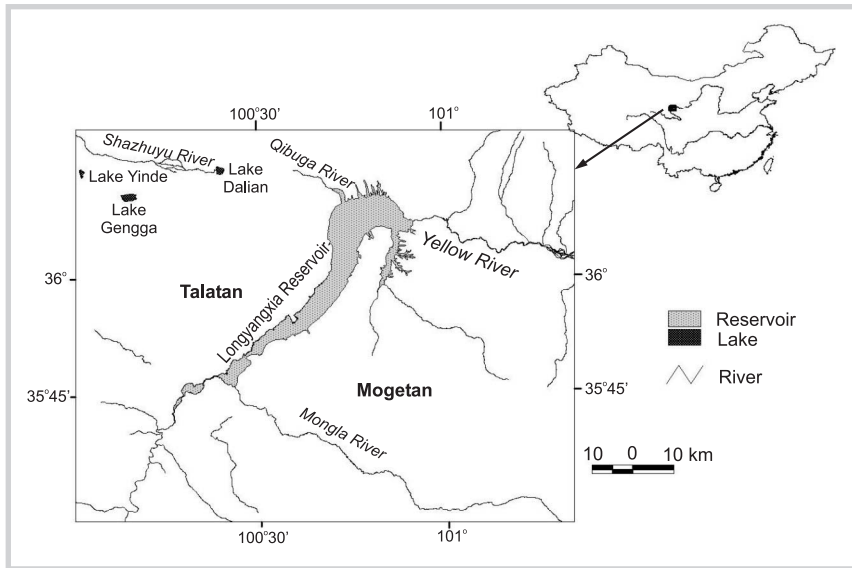 100°30'
101°
Shazhuyu River
Qibuga River
Lake Yinde
Lake
Dalian
Lake
Gengga
Yellow River
36°
36°
Talatan
Longyangxia Reservoir
Reservoir
Lake
River
Mogetan
35°45'
35°45'
Mongla River
10 0 10 km
100°30'
101°